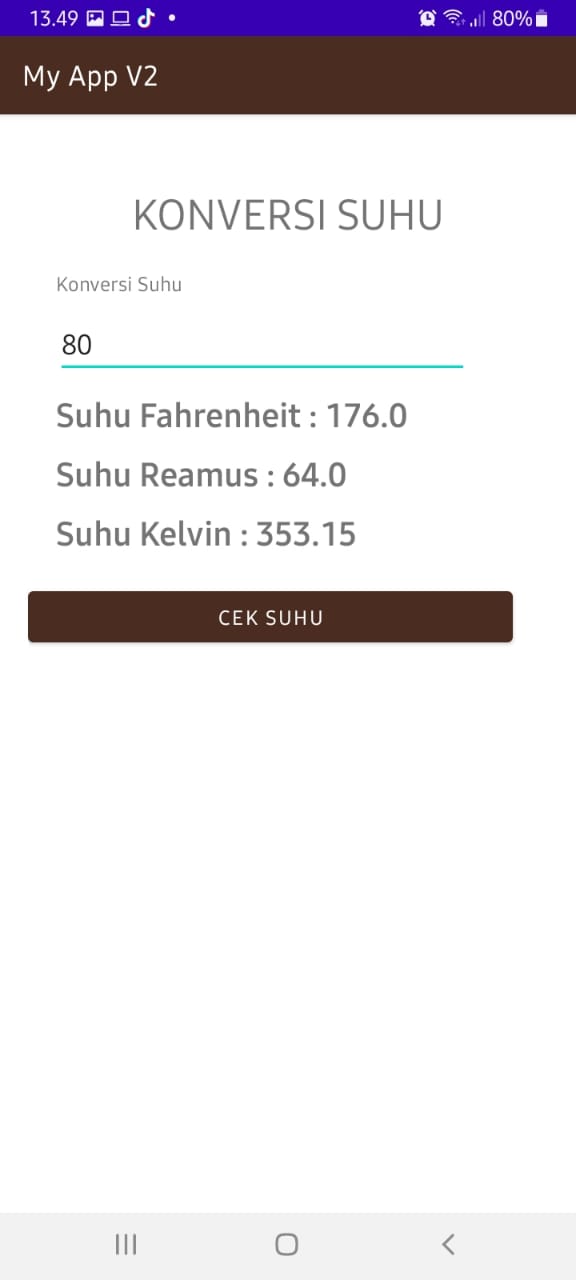 13.49 80%
My App V2
KONVERSI SUHU
Konversi Suhu
80
Suhu Fahrenheit : 176.0
Suhu Reamus : 64.0
Suhu Kelvin : 353.15
CEK SUHU